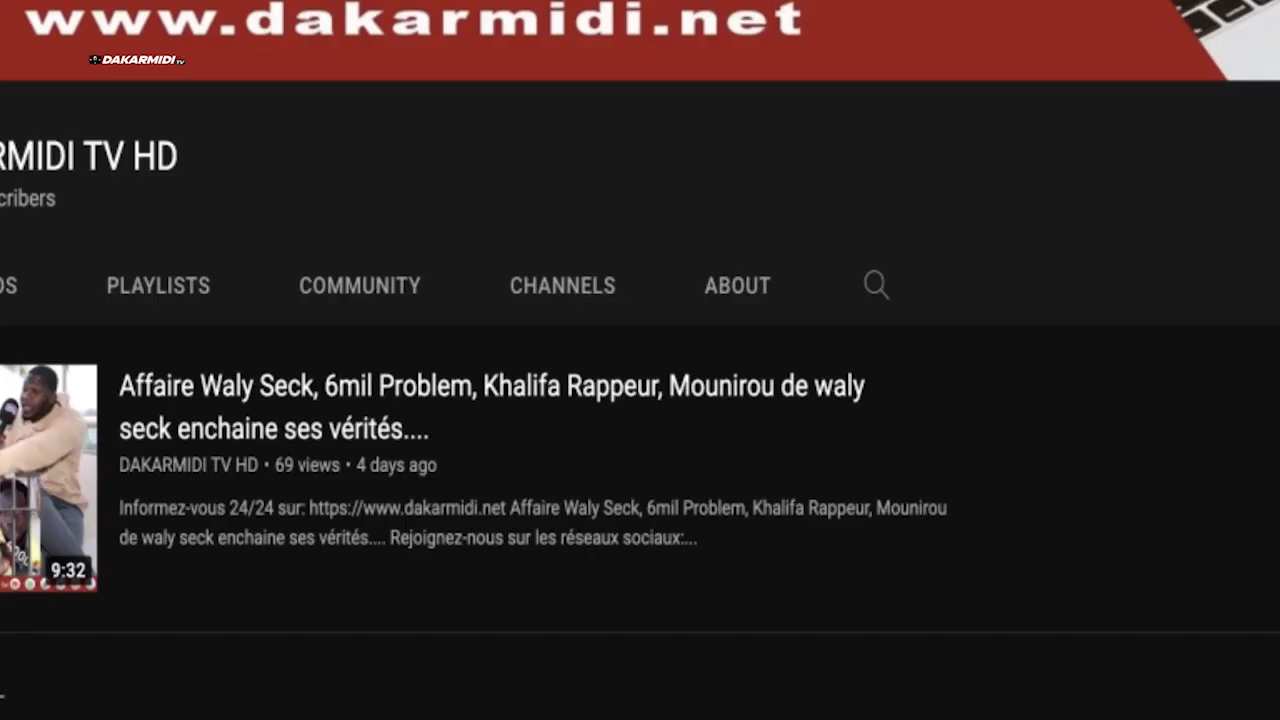 www.dakarmidi.net
DAKARMIDI TV
RMIDI TV HD
cribers
OS
PLAYLISTS
COMMUNITY
CHANNELS
ABOUT
Affaire Waly Seck, 6mil Problem, Khalifa Rappeur, Mounirou de waly
seck enchaine ses vérités....
DAKARMIDI TV HD • 69 views • 4 days ago
Informez-vous 24/24 sur: https://www.dakarmidi.net Affaire Waly Seck, 6mil Problem, Khalifa Rappeur, Mounirou
de waly seck enchaine ses vérités.... Rejoignez-nous sur les réseaux sociaux:...
9:32